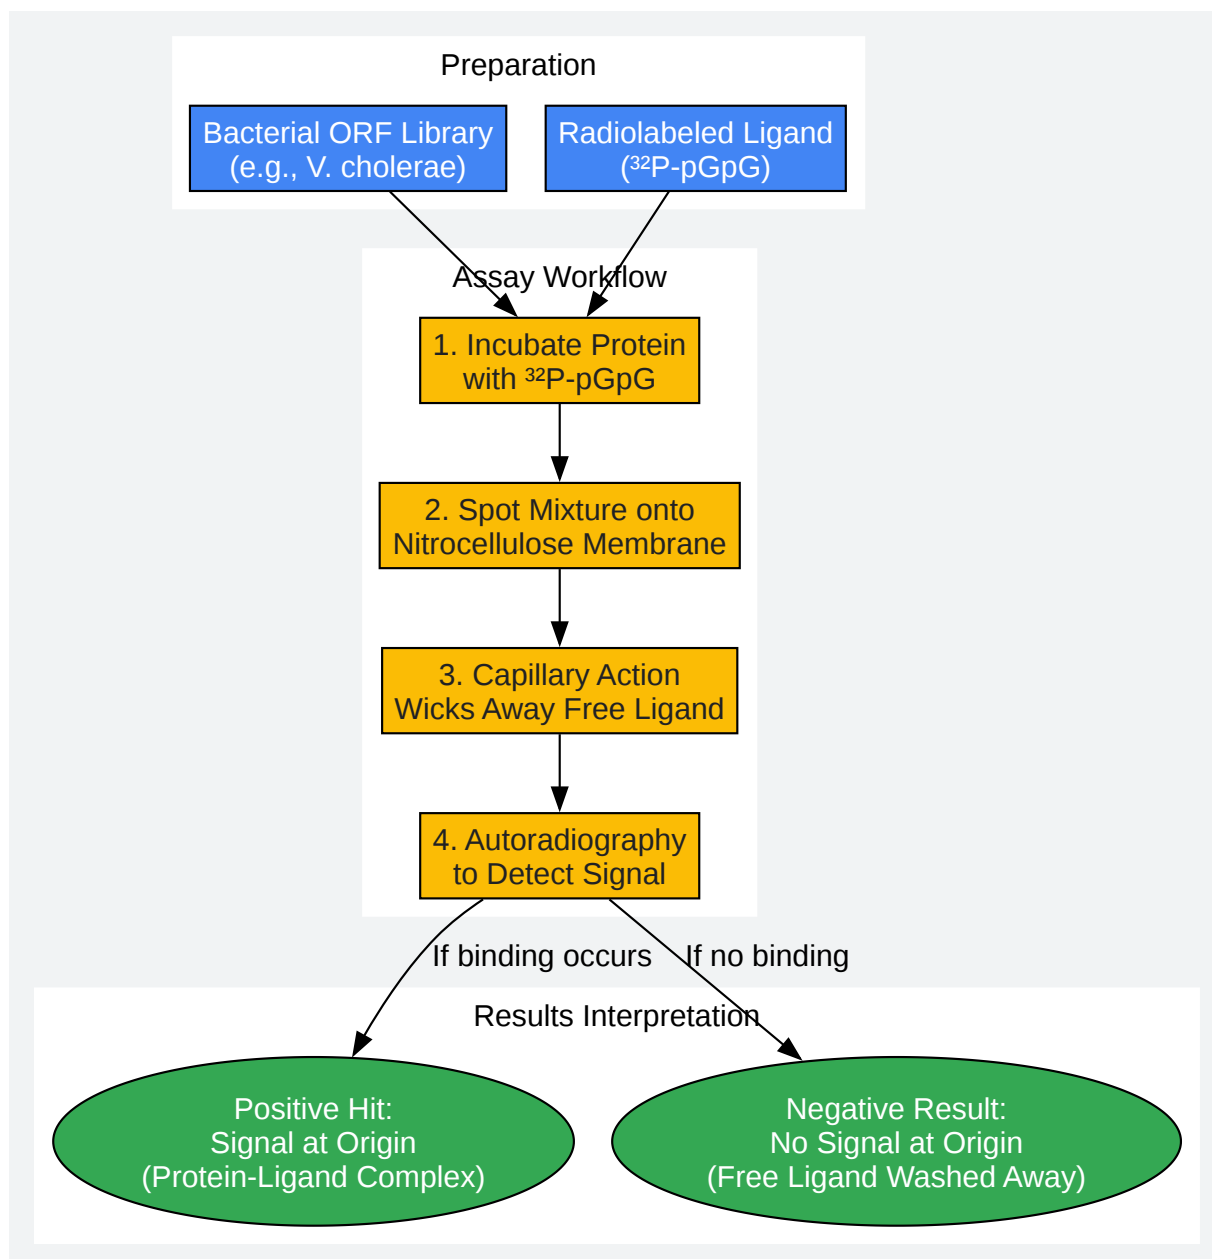 Preparation
Bacterial ORF Library
(e.g., V. cholerae)
Radiolabeled Ligand
(³²P-pGpG)
Assay Workflow
1. Incubate Protein
with ³²P-pGpG
2. Spot Mixture onto
Nitrocellulose Membrane
3. Capillary Action
Wicks Away Free Ligand
4. Autoradiography
to Detect Signal
If binding occurs
If no binding
Results Interpretation
Positive Hit:
Signal at Origin
(Protein-Ligand Complex)
Negative Result:
No Signal at Origin
(Free Ligand Washed Away)